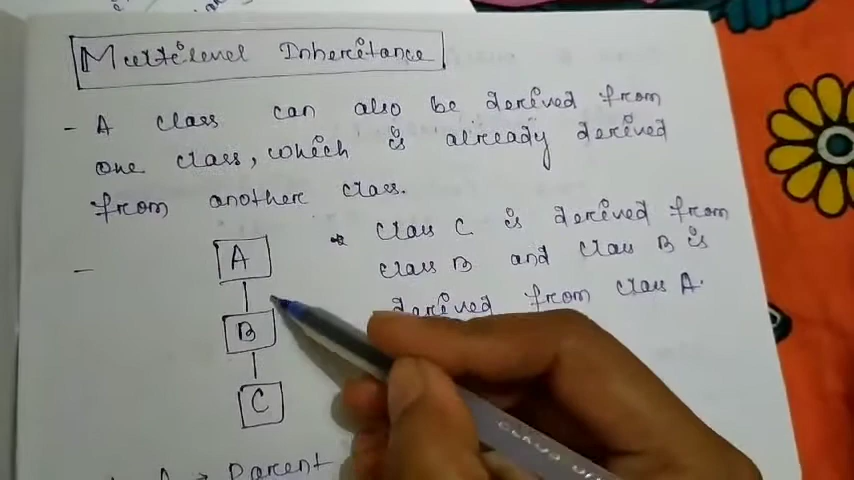 Multilevel Inheritance
- A class can also be derived from
one class, which is already derived
from another class.
-
A
B
C
* class C is derived from
class B and class B is
derived from class A.
A → Parent